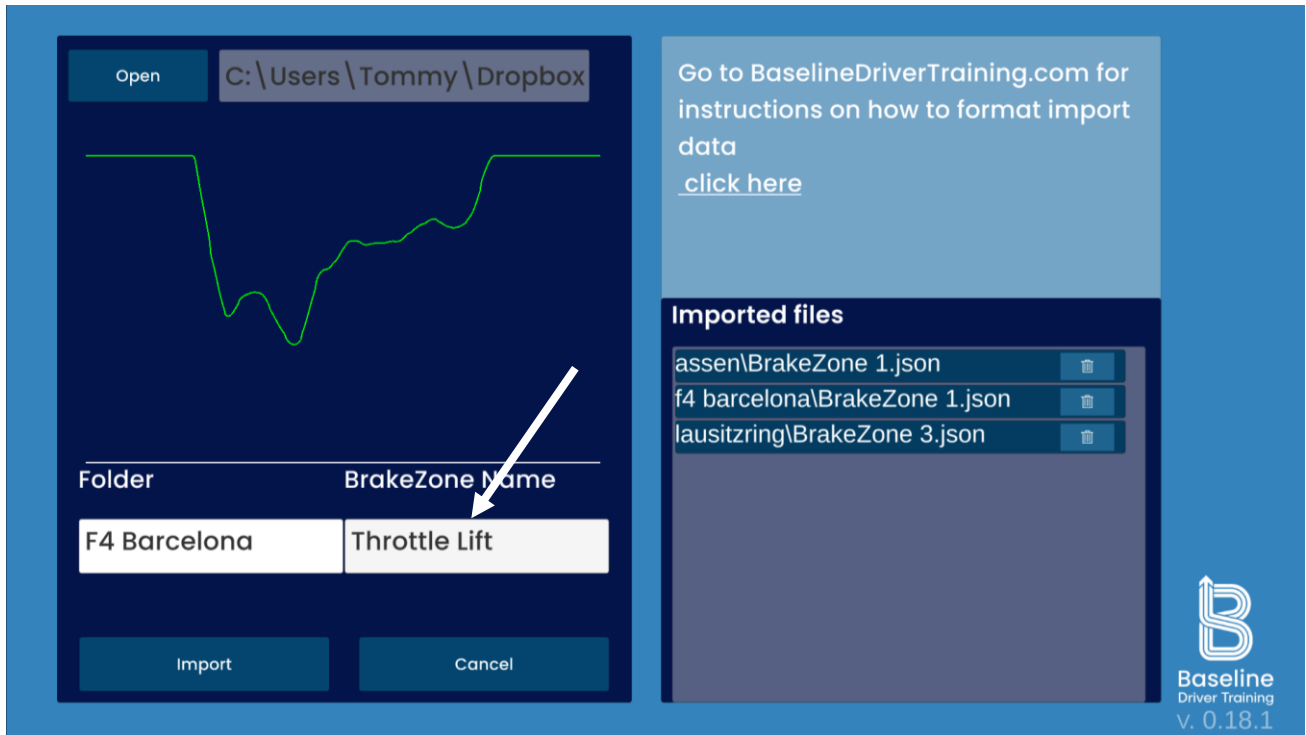 Open
C:\Users\Tommy\Dropbox
Go to BaselineDriverTraining.com for
instructions on how to format import
data
click here
Imported files
assen\BrakeZone 1.json
f4 barcelona\BrakeZone 1.json
lausitzring\BrakeZone 3.json
Folder
BrakeZone Name
F4 Barcelona
Throttle Lift
Import
Cancel
Baseline
Driver Training
v. 0.18.1